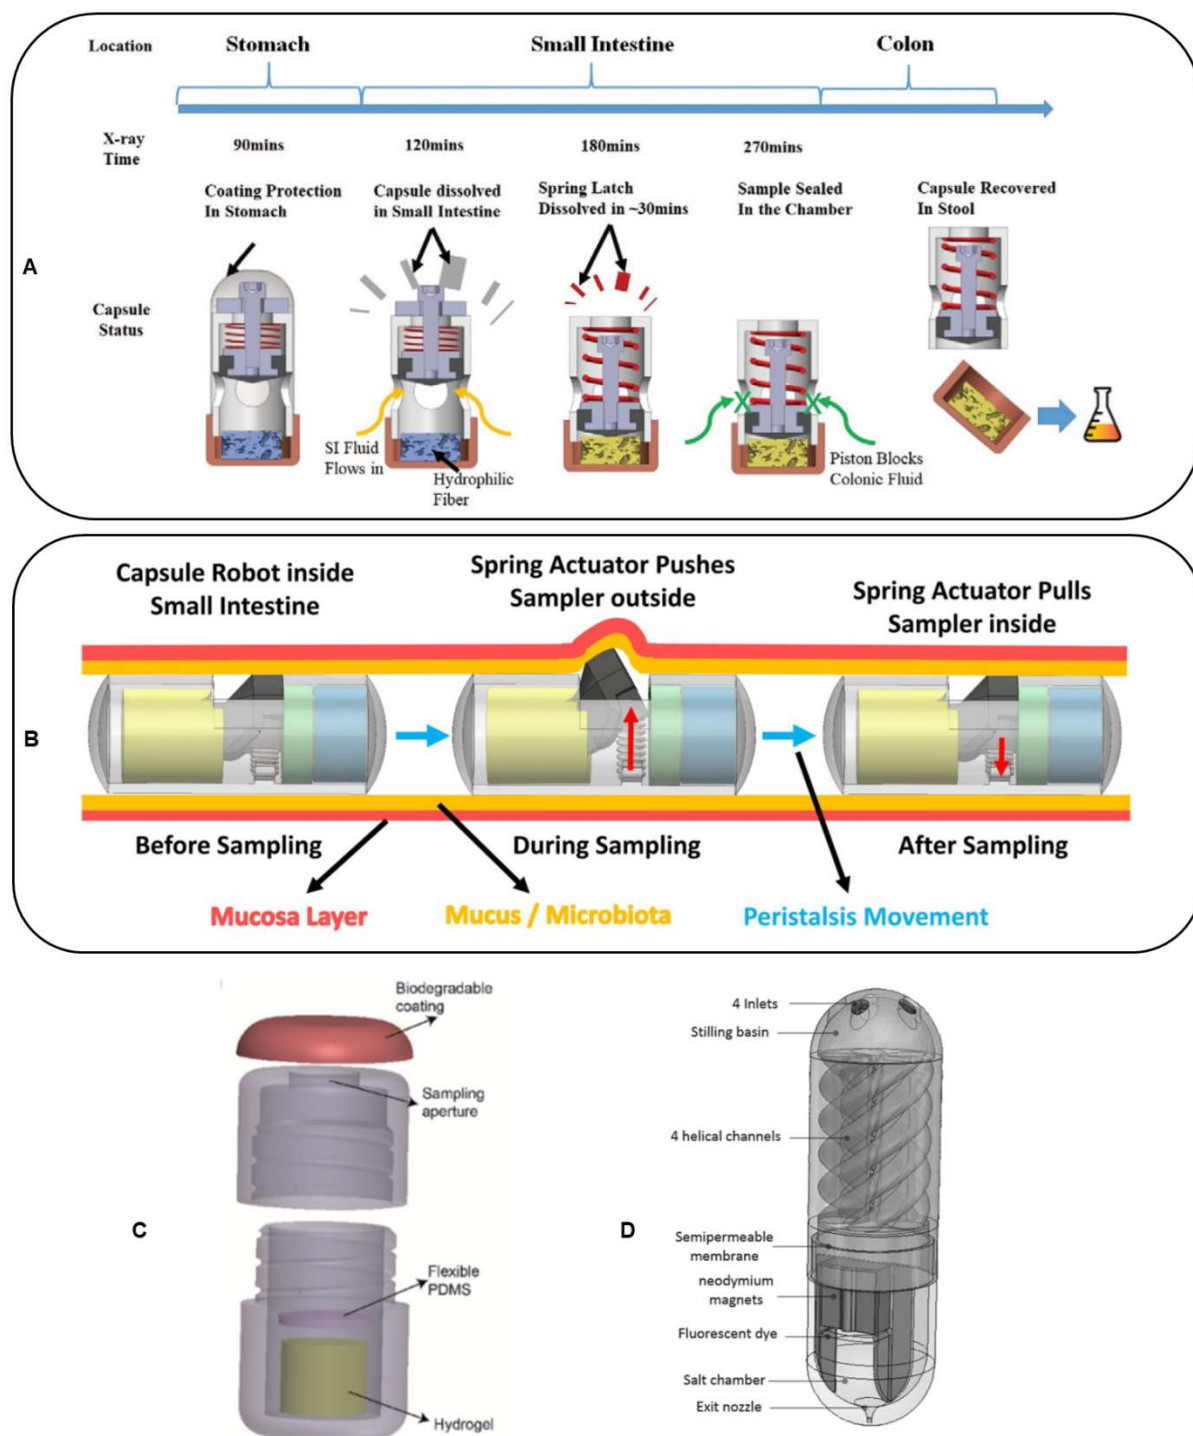 Location
Stomach
Small Intestine
Colon
X-ray
Time
90mins
120mins
180mins
270mins
Coating Protection
In Stomach
Capsule dissolved
in Small Intestine
Spring Latch
Dissolved in ~30mins
Sample Sealed
In the Chamber
Capsule Recovered
In Stool
A
Capsule
Status
SI Fluid
Flows in
Hydrophilic
Fiber
X X
Piston Blocks
Colonic Fluid
Capsule Robot inside
Small Intestine
Spring Actuator Pushes
Sampler outside
Spring Actuator Pulls
Sampler inside
B
Before Sampling
During Sampling
After Sampling
Mucosa Layer
Mucus / Microbiota
Peristalsis Movement
Biodegradable
coating
Sampling
aperture
C
Flexible
PDMS
Hydrogel
4 Inlets
Stilling basin
4 helical channels
D
Semipermeable
membrane
neodymium
magnets
Fluorescent dye
Salt chamber
Exit nozzle